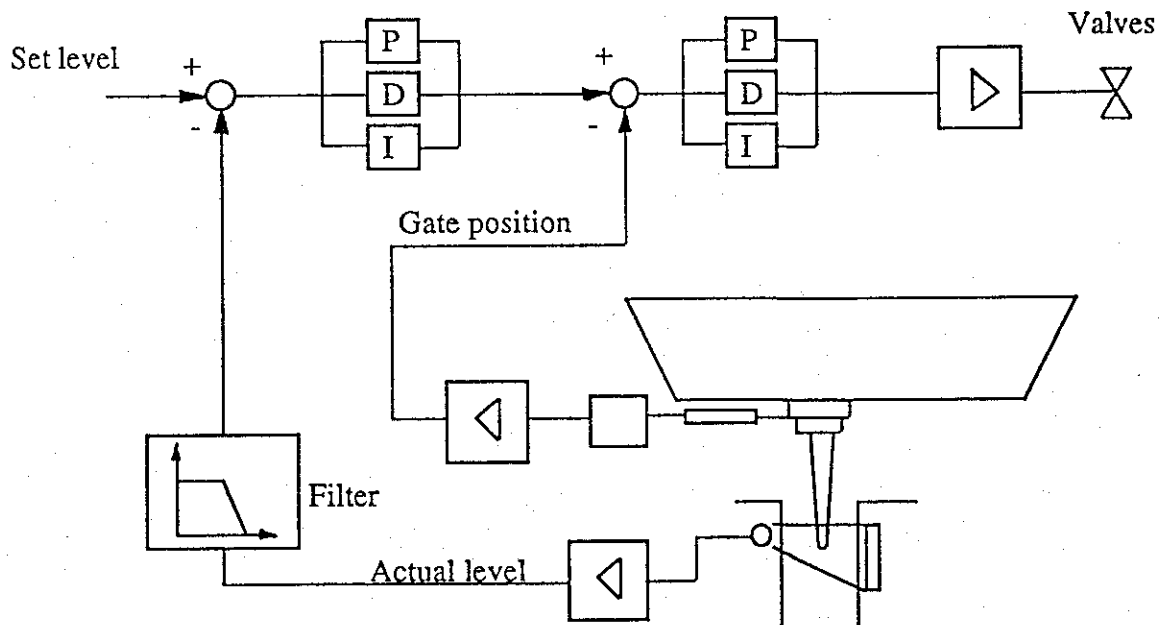 Valves
Set level
+
-
P
D
I
+
-
P
D
I
Gate position
Filter
Actual level